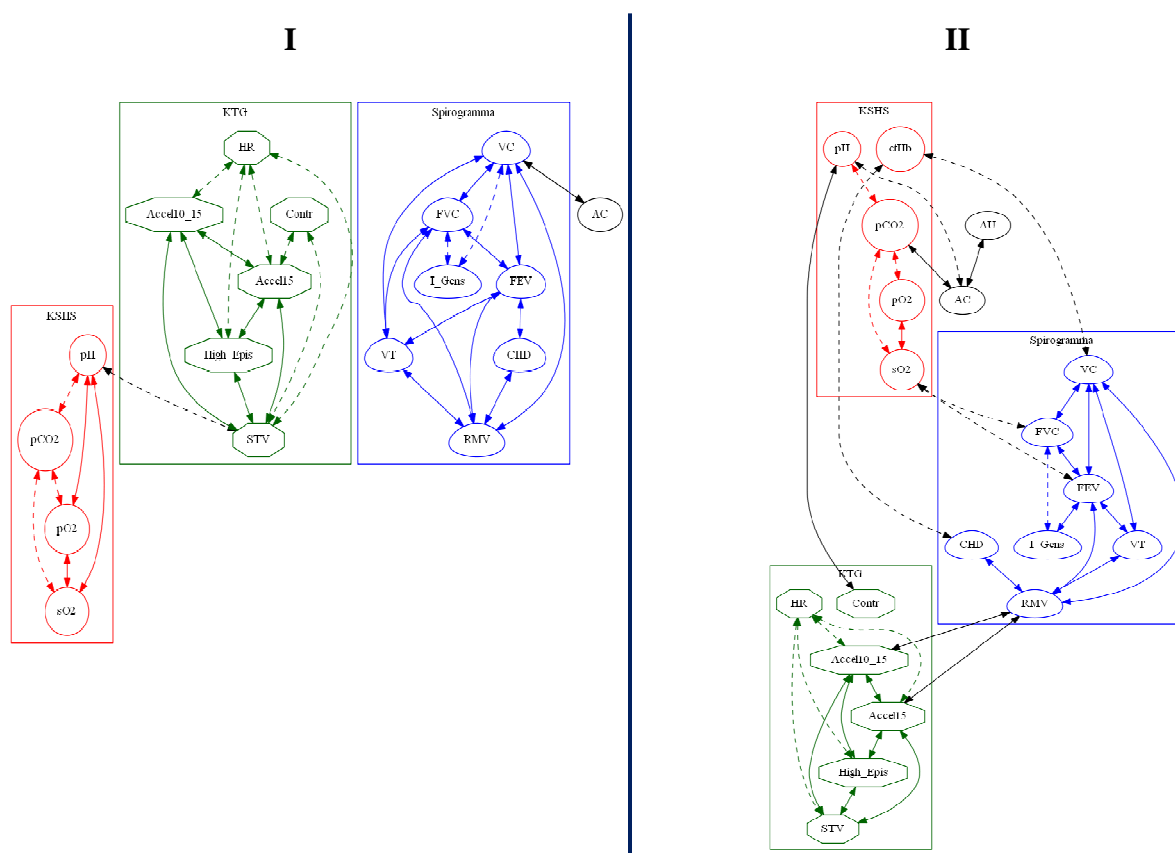 I
KTG
HR
Accel10_15
Contr
Accel15
High_Epis
STV
Spirogramma
VC
AC
FVC
I_Gens
FEV
VT
CHD
RMV
KSHS
pH
pCO2
pO2
sO2
II
KSHS
pH
ctHb
pCO2
AH
pO2
AC
sO2
Spirogramma
VC
FVC
FEV
CHD
I_Gens
VT
RMV
KTG
HR
Contr
Accel10_15
Accel15
High_Epis
STV